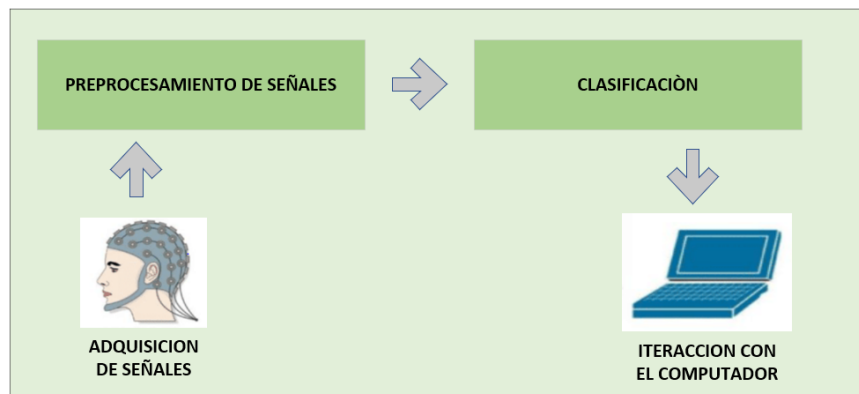 PREPROCESAMIENTO DE SEÑALES
CLASIFICACIÒN
ADQUISICION
DE SEÑALES
ITERACCION CON
EL COMPUTADOR